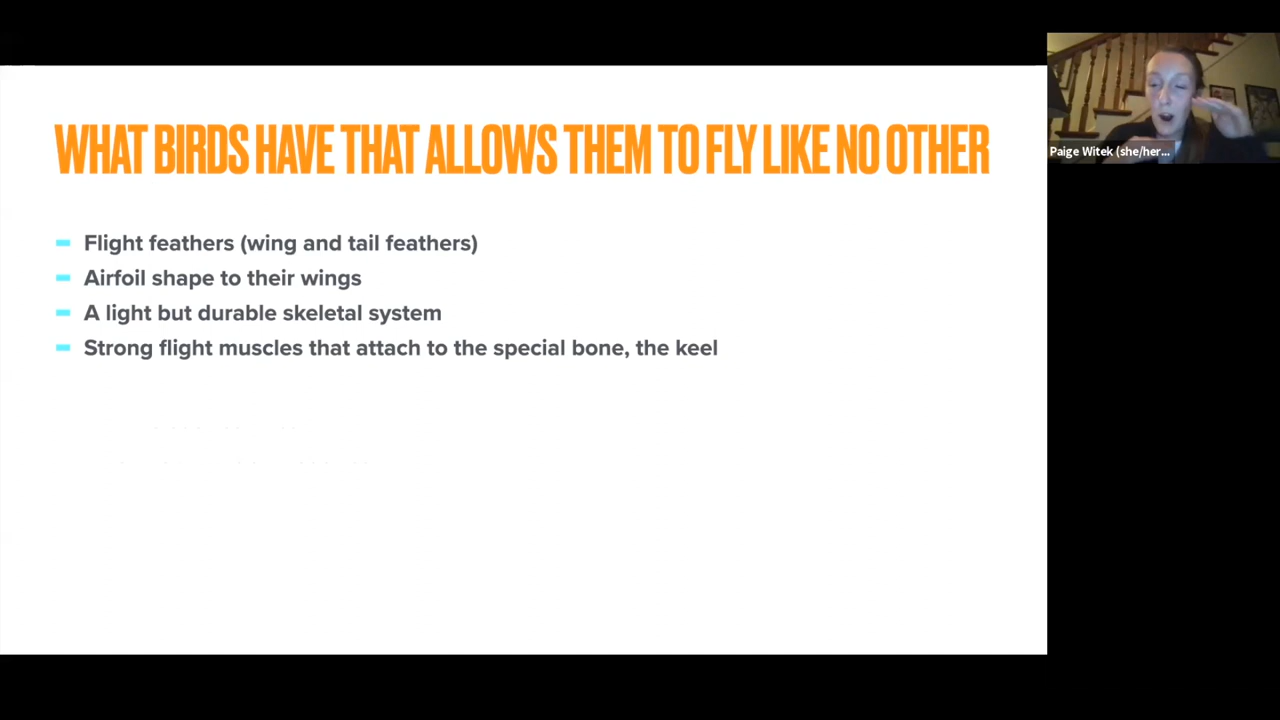 WHAT BIRDS HAVE THAT ALLOWS THEM TO FLY LIKE NO OTHER
Flight feathers (wing and tail feathers)
Airfoil shape to their wings
A light but durable skeletal system
Strong flight muscles that attach to the special bone, the keel
Paige Witek (she/her...